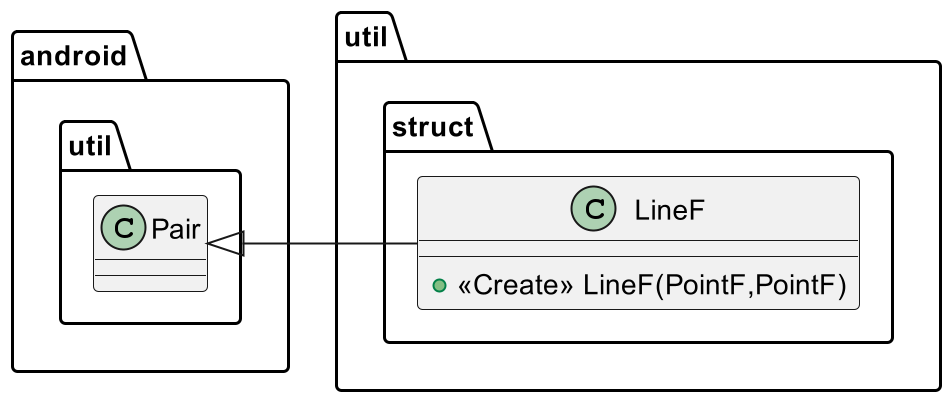 android
util
C Pair
util
struct
C LineF
«Create» LineF(PointF,PointF)